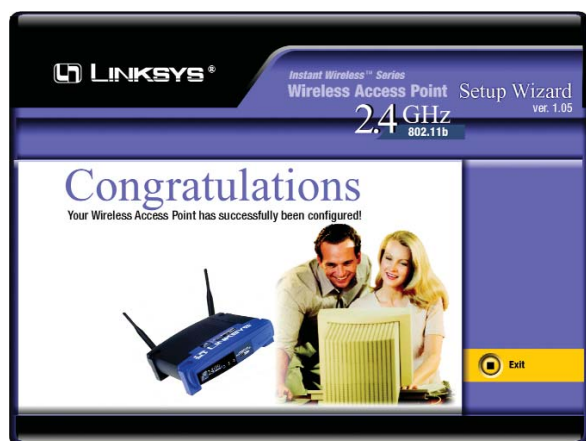 LINKSYS®
Instant Wireless™ Series
Wireless Access Point
Setup Wizard
ver. 1.05
2.4 GHz
802.11b
Congratulations
Your Wireless Access Point has successfully been configured!
LINKSYS
Exit